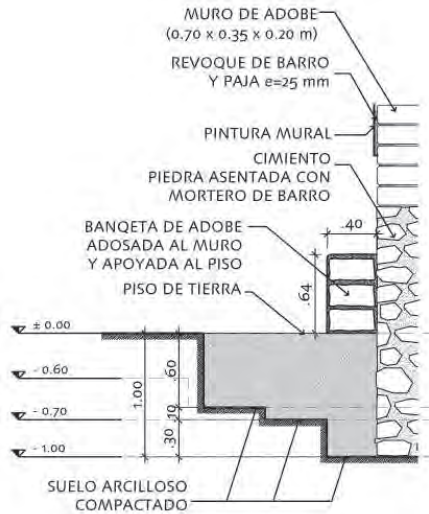 MURO DE ADOBE
(0.70 x 0.35 x 0.20 m)
REVOQUE DE BARRO
Y PAJA e=25 mm
PINTURA MURAL
CIMIENTO
PIEDRA ASENTADA CON
MORTERO DE BARRO
.40
BANQETA DE ADOBE
ADOSADA AL MURO
Y APOYADA AL PISO
.64
PISO DE TIERRA
± 0.00
- 0.60
- 0.70
- 1.00
1.00
.60
.10
.30
SUELO ARCILLOSO
COMPACTADO